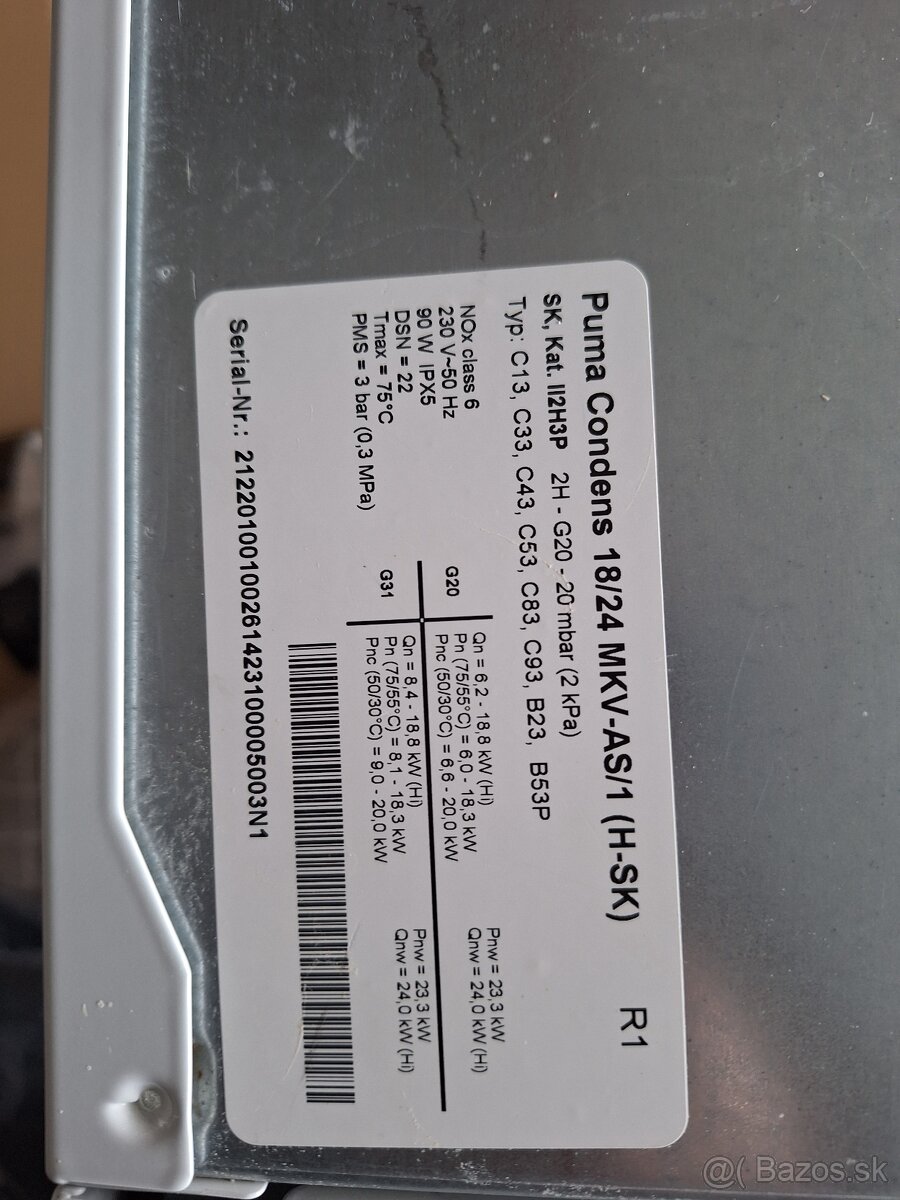 Puma Condens 18/24 MKV-AS/1 (H-SK) R1
SK, Kat. II2H3P 2H - G20 - 20 mbar (2 kPa)
Typ: C13, C33, C43, C53, C83, C93, B23, B53P
NOx class 6
230 V~50 Hz
90 W IPX5
DSN = 22
Tmax = 75°C
PMS = 3 bar (0,3 MPa)
G20
Qn = 6,2 - 18,8 kW (Hi)
Pn (75/55°C) = 6,0 - 18,3 kW
Pnc (50/30°C) = 6,6 - 20,0 kW
Pnw = 23,3 kW
Qnw = 24,0 kW (Hi)
G31
Qn = 8,4 - 18,8 kW (Hi)
Pn (75/55°C) = 8,1 - 18,3 kW
Pnc (50/30°C) = 9,0 - 20,0 kW
Pnw = 23,3 kW
Qnw = 24,0 kW (Hi)
Serial-Nr.: 2122010010026142310005003N1
@( Bazos.sk